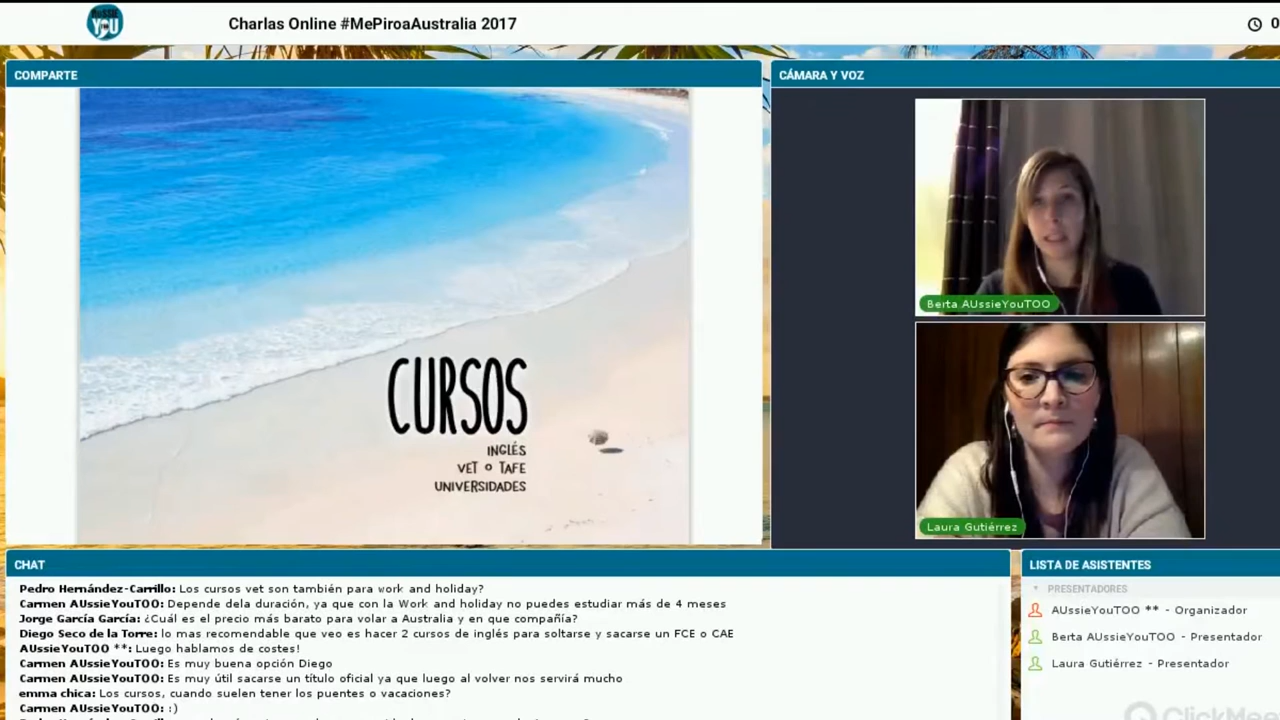 AUSSIE
YOU
Charlas Online #MePiroaAustralia 2017
0
COMPARTE
CÁMARA Y VOZ
CURSOS
INGLÉS
VET o TAFE
UNIVERSIDADES
Berta AUssieYouTOO
Laura Gutiérrez
CHAT
Pedro Hernández-Carrillo: Los cursos vet son también para work and holiday?
Carmen AUssieYouTOO: Depende dela duración, ya que con la Work and holiday no puedes estudiar más de 4 meses
Jorge García García: ¿Cuál es el precio más barato para volar a Australia y en que compañía?
Diego Seco de la Torre: lo mas recomendable que veo es hacer 2 cursos de inglés para soltarse y sacarse un FCE o CAE
AUssieYouTOO **: Luego hablamos de costes!
Carmen AUssieYouTOO: Es muy buena opción Diego
Carmen AUssieYouTOO: Es muy útil sacarse un título oficial ya que luego al volver nos servirá mucho
emma chica: Los cursos, cuando suelen tener los puentes o vacaciones?
Carmen AUssieYouTOO: :)
LISTA DE ASISTENTES
PRESENTADORES
AUssieYouTOO ** - Organizador
Berta AUssieYouTOO - Presentador
Laura Gutiérrez - Presentador
ClickMee